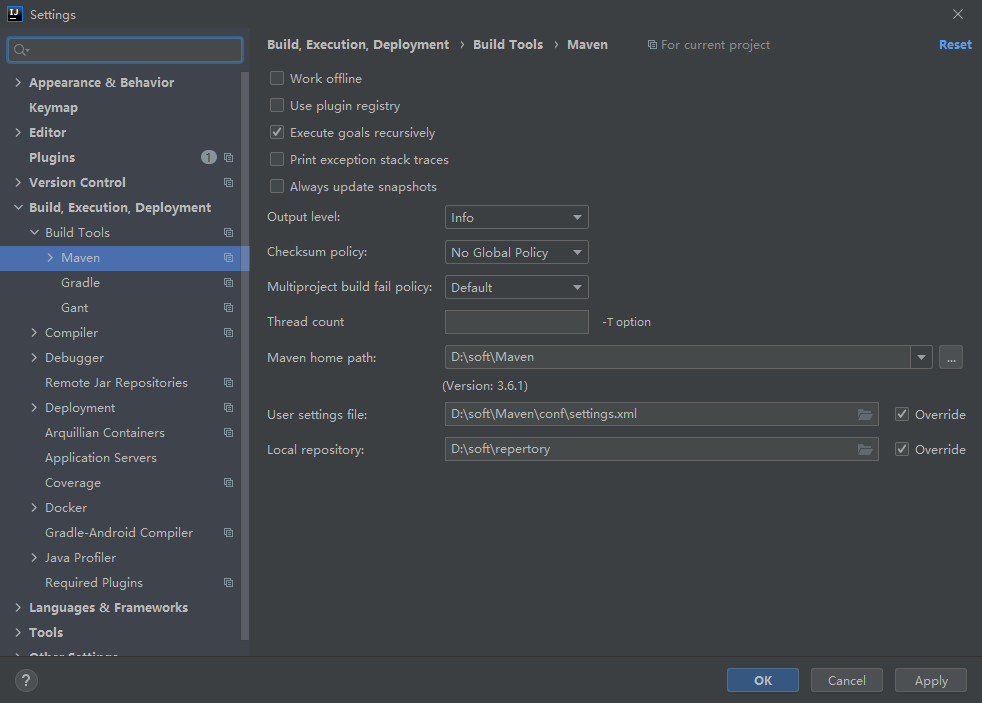 Settings
Build, Execution, Deployment › Build Tools › Maven For current project Reset
Appearance & Behavior
Keymap
Editor
Plugins 1
Version Control
Build, Execution, Deployment
Build Tools
Maven
Gradle
Gant
Compiler
Debugger
Remote Jar Repositories
Deployment
Arquillian Containers
Application Servers
Coverage
Docker
Gradle-Android Compiler
Java Profiler
Required Plugins
Languages & Frameworks
Tools
Other Settings
Work offline
Use plugin registry
Execute goals recursively
Print exception stack traces
Always update snapshots
Output level: Info
Checksum policy: No Global Policy
Multiproject build fail policy: Default
Thread count -T option
Maven home path: D:\soft\Maven ...
(Version: 3.6.1)
User settings file: D:\soft\Maven\conf\settings.xml Override
Local repository: D:\soft\repertory Override
? OK Cancel Apply